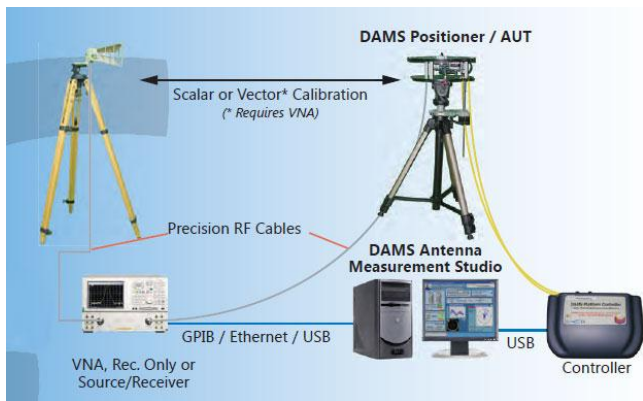 DAMS Positioner / AUT
Scalar or Vector* Calibration
(* Requires VNA)
Precision RF Cables
DAMS Antenna
Measurement Studio
GPIB / Ethernet / USB
USB
VNA, Rec. Only or
Source/Receiver
Controller